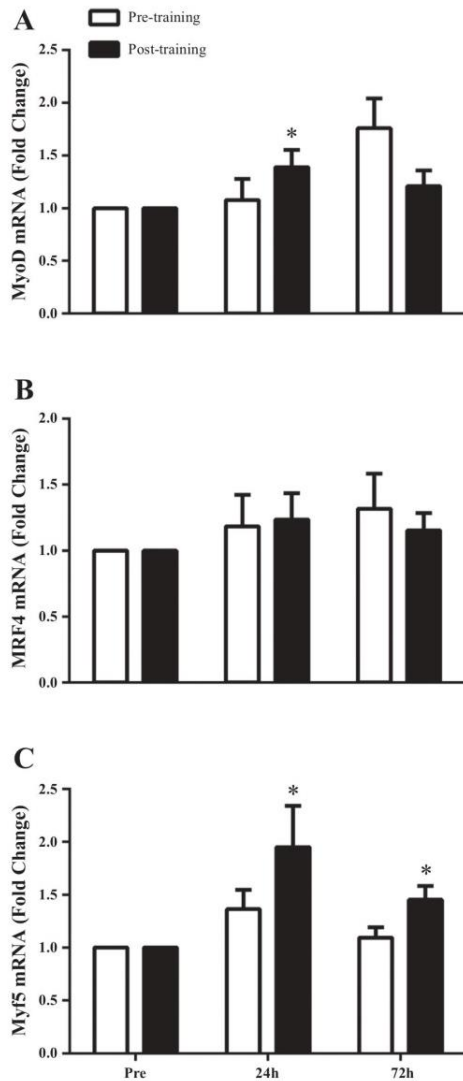 A
Pre-training
Post-training
MyoD mRNA (Fold Change)
2.5
2.0
1.5
1.0
0.5
0.0
*
B
MRF4 mRNA (Fold Change)
2.0
1.5
1.0
0.5
0.0
C
Myf5 mRNA (Fold Change)
2.5
2.0
1.5
1.0
0.5
0.0
*
*
Pre 24h 72h